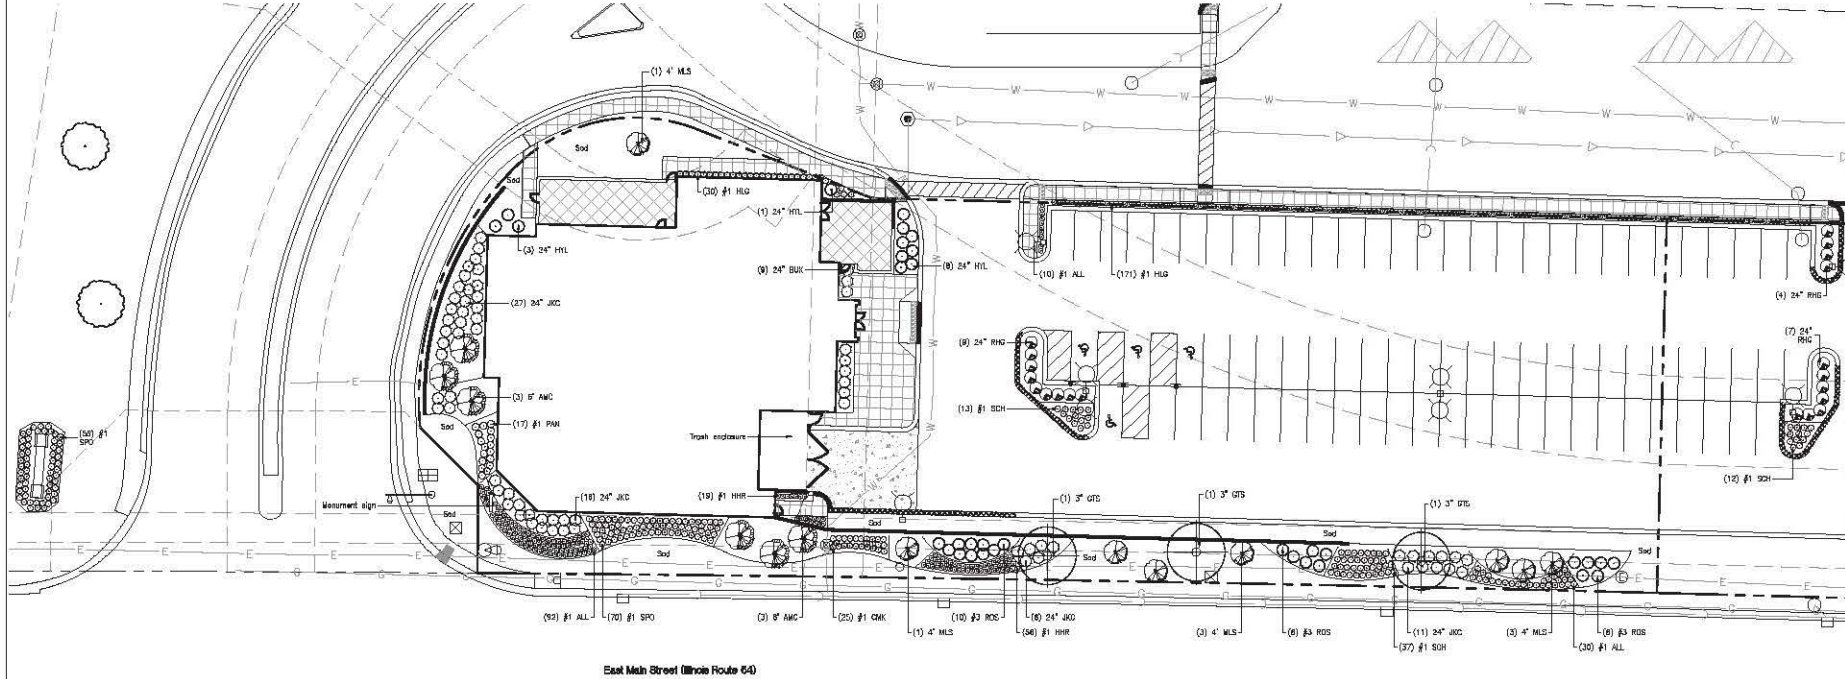 (1) 4' MLS
Sod
Sod
(30) #1 HLG
(1) 24" HYL
(3) 24" HYL
(9) 24" BUX
(8) 24" HYL
(10) #1 ALL
(171) #1 HLG
(4) 24" RHG
(27) 24" JKC
(9) 24" RHG
(7) 24"
RHG
(3) 6' AMC
(13) #1 SCH
(17) #1 PAN
Sod
#1
SPO
Trash enclosure
(12) #1 SCH
Monument sign
Sod
(18) 24" JKC
(19) #1 HHR
(1) 3" GTS
(1) 3" GTS
(1) 3" GTS
Sod
Sod
Sod
Sod
Sod
(92) #1 ALL
(70) #1 SPO
(3) 6' AMC
(25) #1 CMK
(1) 4' MLS
(10) #3 ROS
(8) 24" JKC
(56) #1 HHR
(3) 4' MLS
(6) #3 ROS
(11) 24" JKC
(37) #1 SCH
(3) 4' MLS
(6) #3 ROS
(30) #1 ALL
East Main Street (Illinois Route 64)